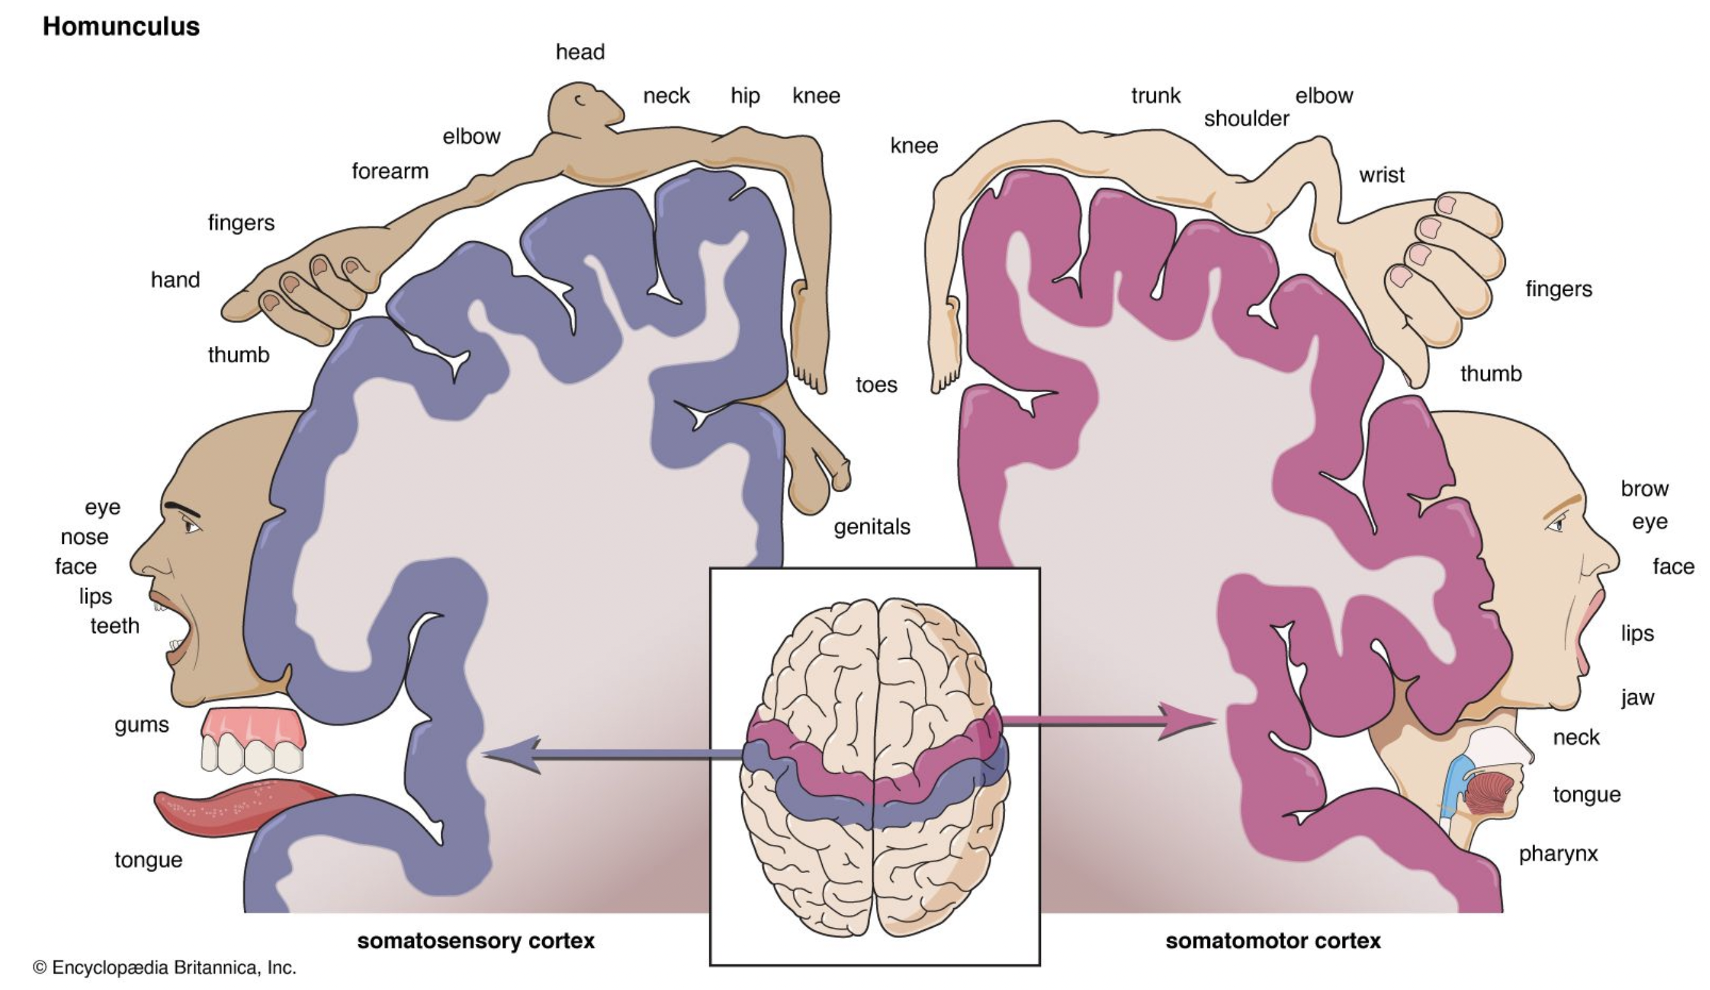 Homunculus
head
neck
hip
knee
elbow
forearm
fingers
hand
thumb
toes
eye
nose
face
lips
teeth
genitals
gums
tongue
somatosensory cortex
knee
trunk
shoulder
elbow
wrist
fingers
thumb
brow
eye
face
lips
jaw
neck
tongue
pharynx
somatomotor cortex
© Encyclopædia Britannica, Inc.